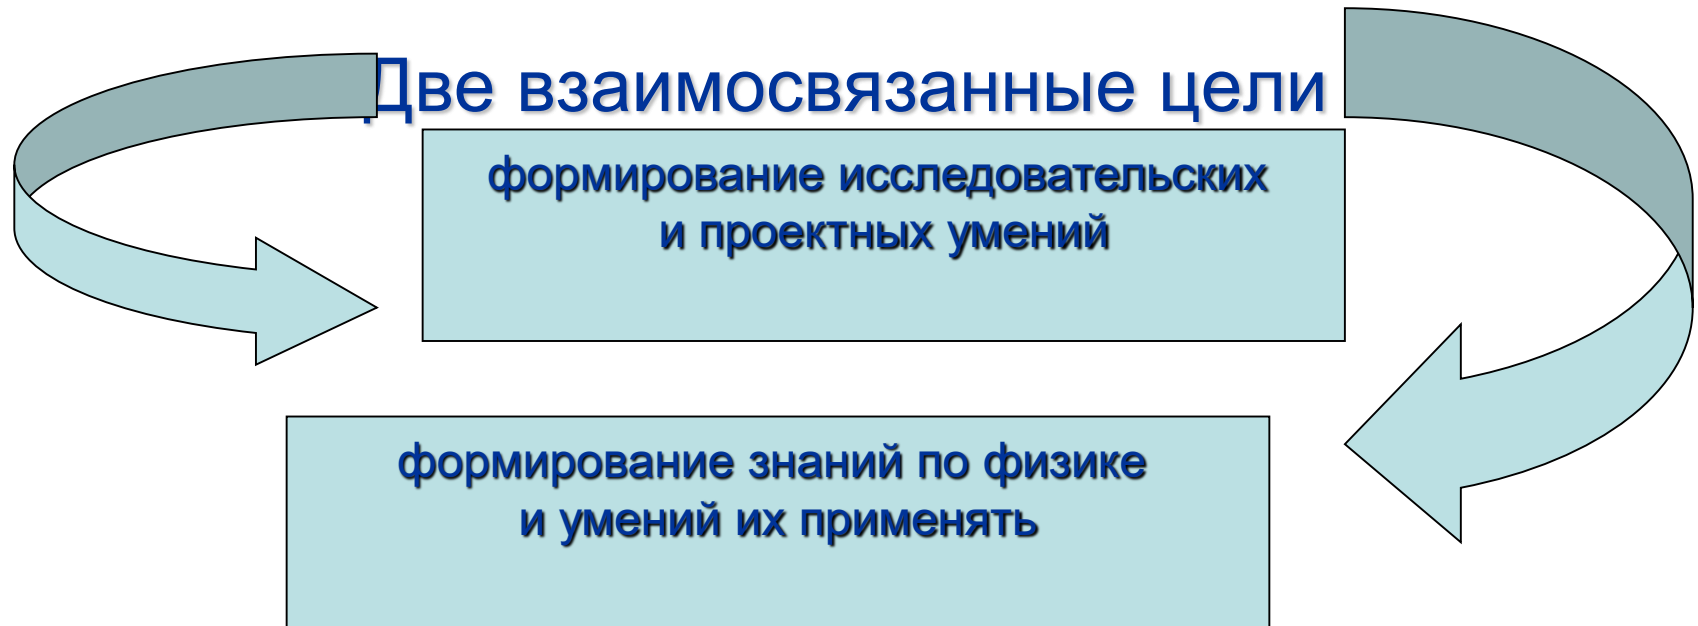 Две взаимосвязанные цели
формирование исследовательских
и проектных умений
формирование знаний по физике
и умений их применять